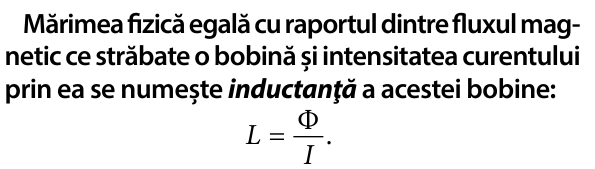 Mărimea fizică egală cu raportul dintre fluxul mag-
netic ce străbate o bobină și intensitatea curentului
prin ea se numește inductanţă a acestei bobine:
L = Φ/I.